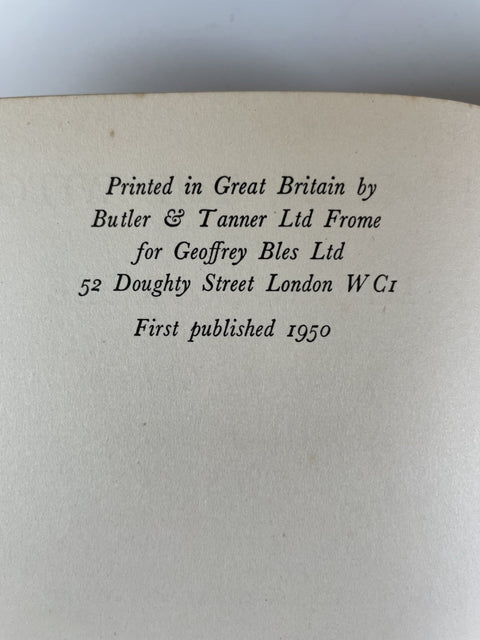 Printed in Great Britain by
Butler & Tanner Ltd Frome
for Geoffrey Bles Ltd
52 Doughty Street London WC1
First published 1950